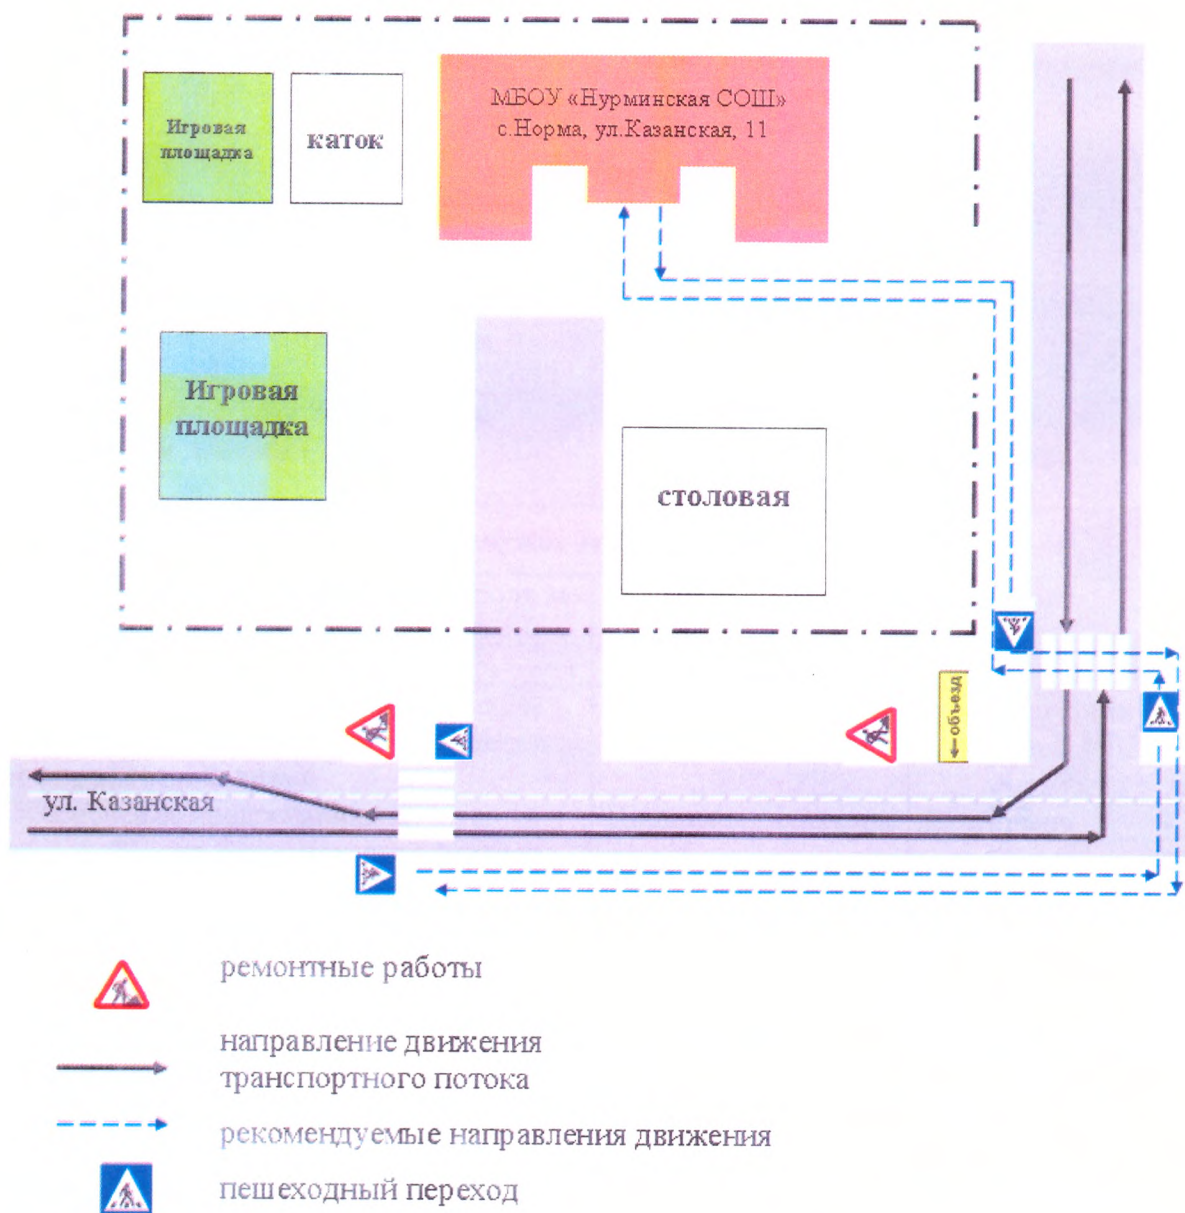 МБОУ «Нурминская СОШ»
с.Норма, ул.Казанская, 11
Игровая
площадка
каток
Игровая
площадка
столовая
объезд
ул. Казанская
ремонтные работы
направление движения
транспортного потока
рекомендуемые направления движения
пешеходный переход